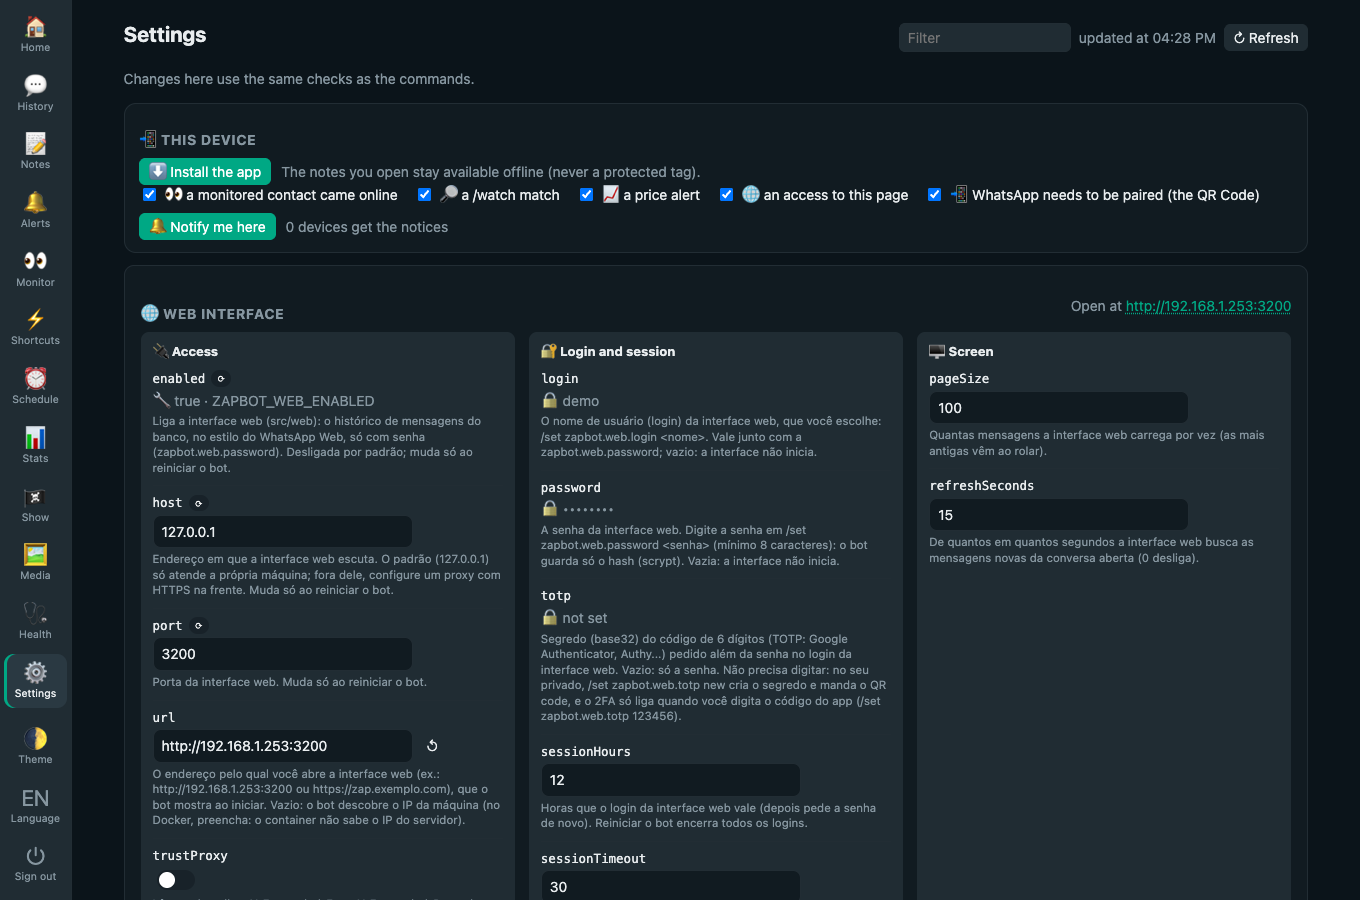 Home
History
Notes
Alerts
Monitor
Shortcuts
Schedule
Stats
Show
Media
Health
Settings
Theme
EN
Language
Sign out
Settings
Filter
updated at 04:28 PM
Refresh
Changes here use the same checks as the commands.
THIS DEVICE
Install the app
The notes you open stay available offline (never a protected tag).
a monitored contact came online
a /watch match
a price alert
an access to this page
WhatsApp needs to be paired (the QR Code)
Notify me here
0 devices get the notices
WEB INTERFACE
Open at http://192.168.1.253:3200
Access
enabled
true · ZAPBOT_WEB_ENABLED
Liga a interface web (src/web): o histórico de mensagens do
banco, no estilo do WhatsApp Web, só com senha
(zapbot.web.password). Desligada por padrão; muda só ao
reiniciar o bot.
host
127.0.0.1
Endereço em que a interface web escuta. O padrão (127.0.0.1)
só atende a própria máquina; fora dele, configure um proxy com
HTTPS na frente. Muda só ao reiniciar o bot.
port
3200
Porta da interface web. Muda só ao reiniciar o bot.
url
http://192.168.1.253:3200
O endereço pelo qual você abre a interface web (ex.:
http://192.168.1.253:3200 ou https://zap.exemplo.com), que o
bot mostra ao iniciar. Vazio: o bot descobre o IP da máquina (no
Docker, preencha: o container não sabe o IP do servidor).
trustProxy
Login and session
login
demo
O nome de usuário (login) da interface web, que você escolhe:
/set zapbot.web.login <nome>. Vale junto com a
zapbot.web.password; vazio: a interface não inicia.
password
••••••••
A senha da interface web. Digite a senha em /set
zapbot.web.password <senha> (mínimo 8 caracteres): o bot
guarda só o hash (scrypt). Vazia: a interface não inicia.
totp
not set
Segredo (base32) do código de 6 dígitos (TOTP: Google
Authenticator, Authy...) pedido além da senha no login da
interface web. Vazio: só a senha. Não precisa digitar: no seu
privado, /set zapbot.web.totp new cria o segredo e manda o QR
code, e o 2FA só liga quando você digita o código do app (/set
zapbot.web.totp 123456).
sessionHours
12
Horas que o login da interface web vale (depois pede a senha
de novo). Reiniciar o bot encerra todos os logins.
sessionTimeout
30
Screen
pageSize
100
Quantas mensagens a interface web carrega por vez (as mais
antigas vêm ao rolar).
refreshSeconds
15
De quantos em quantos segundos a interface web busca as
mensagens novas da conversa aberta (0 desliga).